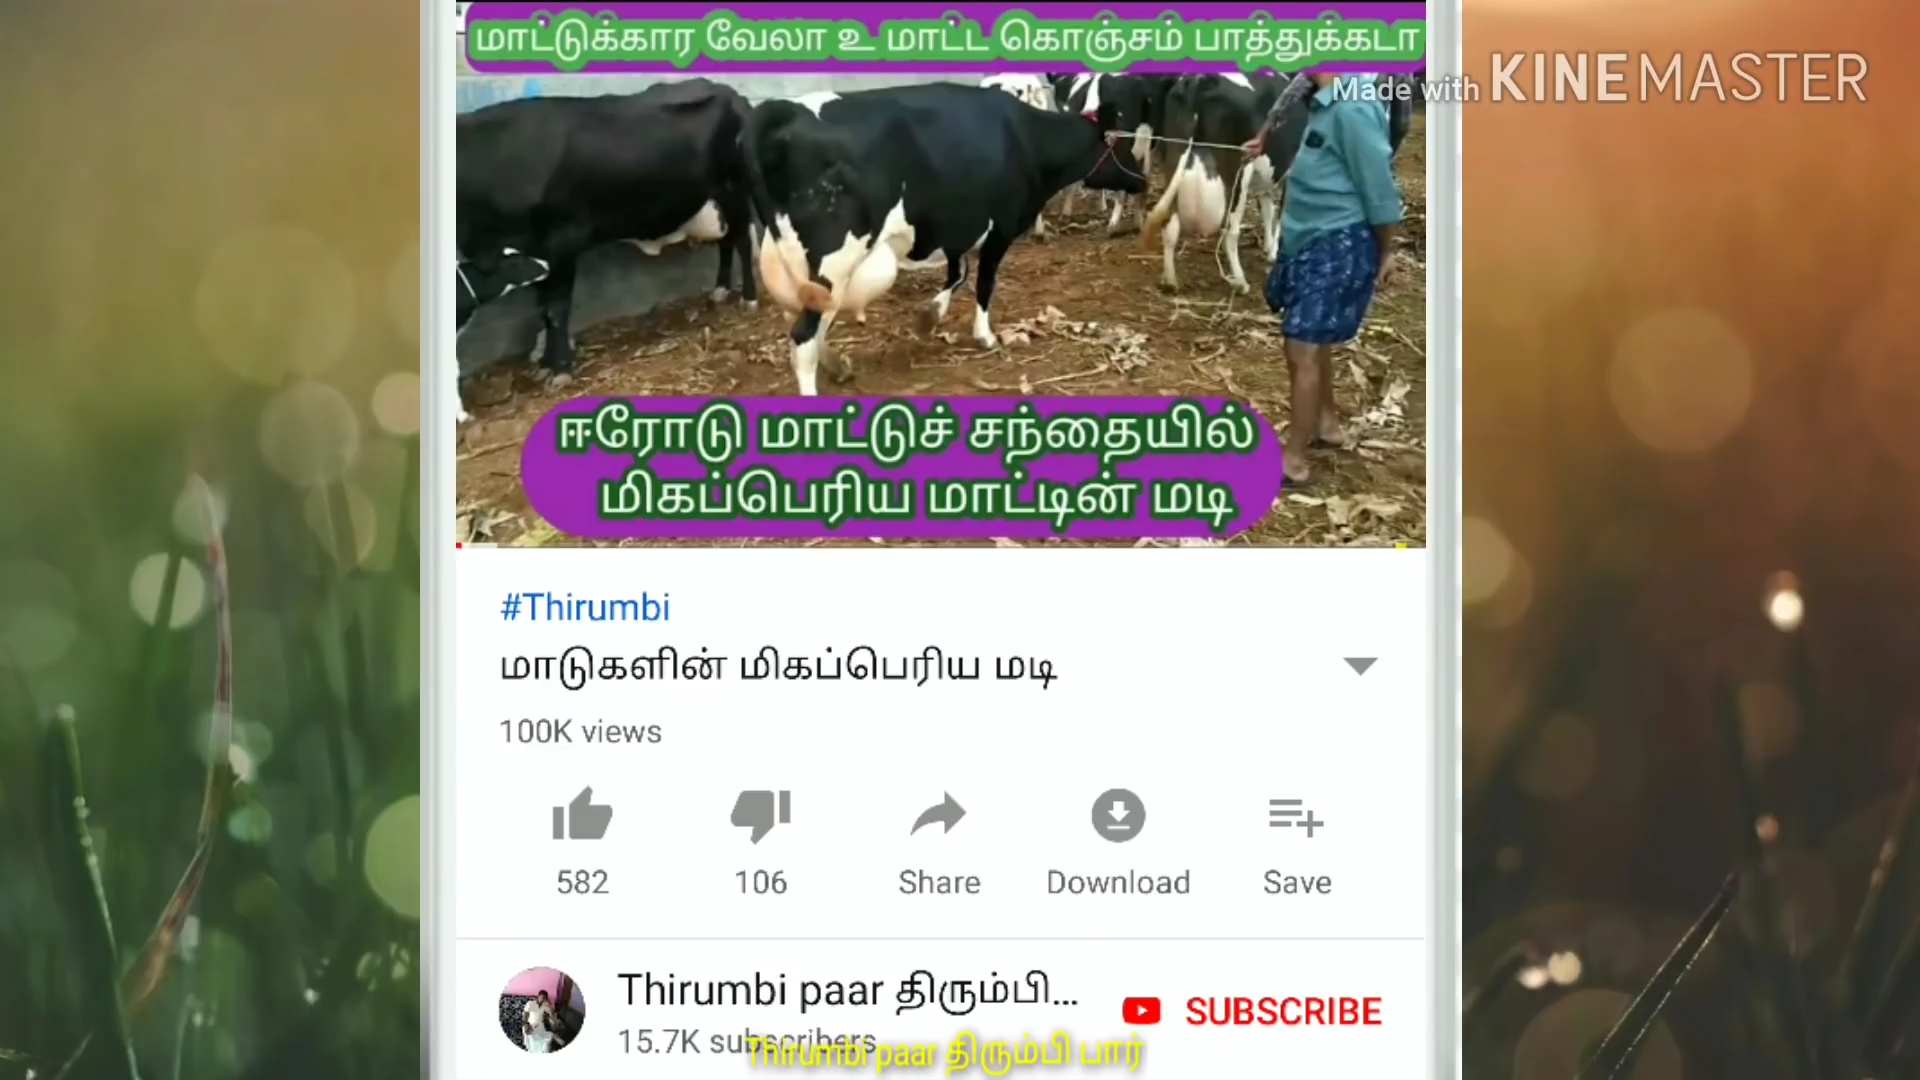 மாட்டுக்கார வேலா உ மாட்ட கொஞ்சம் பாத்துக்கடா
Made with KINEMASTER
ஈரோடு மாட்டுச் சந்தையில்
மிகப்பெரிய மாட்டின் மடி
#Thirumbi
மாடுகளின் மிகப்பெரிய மடி
100K views
582 106 Share Download Save
Thirumbi paar திரும்பி...
SUBSCRIBE
15.7K subscribers
Thirumbi paar திரும்பி பார்